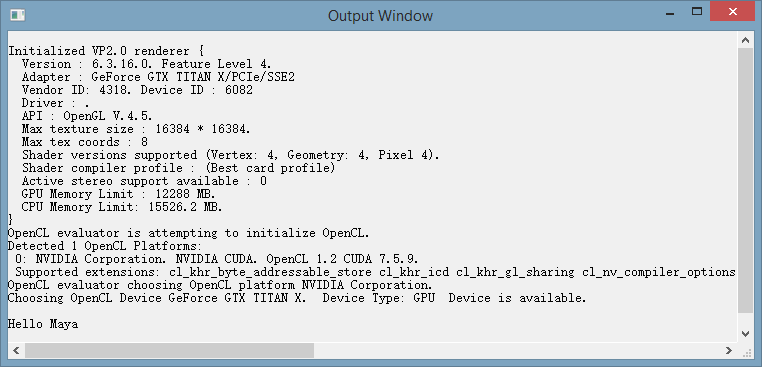 Output Window
Initialized VP2.0 renderer {
Version : 6.3.16.0. Feature Level 4.
Adapter : GeForce GTX TITAN X/PCIe/SSE2
Vendor ID: 4318. Device ID : 6082
Driver : .
API : OpenGL V.4.5.
Max texture size : 16384 * 16384.
Max tex coords : 8
Shader versions supported (Vertex: 4, Geometry: 4, Pixel 4).
Shader compiler profile : (Best card profile)
Active stereo support available : 0
GPU Memory Limit : 12288 MB.
CPU Memory Limit: 15526.2 MB.
}
OpenCL evaluator is attempting to initialize OpenCL.
Detected 1 OpenCL Platforms:
0: NVIDIA Corporation. NVIDIA CUDA. OpenCL 1.2 CUDA 7.5.9.
Supported extensions: cl_khr_byte_addressable_store cl_khr_icd cl_khr_gl_sharing cl_nv_compiler_options
OpenCL evaluator choosing OpenCL platform NVIDIA Corporation.
Choosing OpenCL Device GeForce GTX TITAN X.  Device Type: GPU  Device is available.
Hello Maya